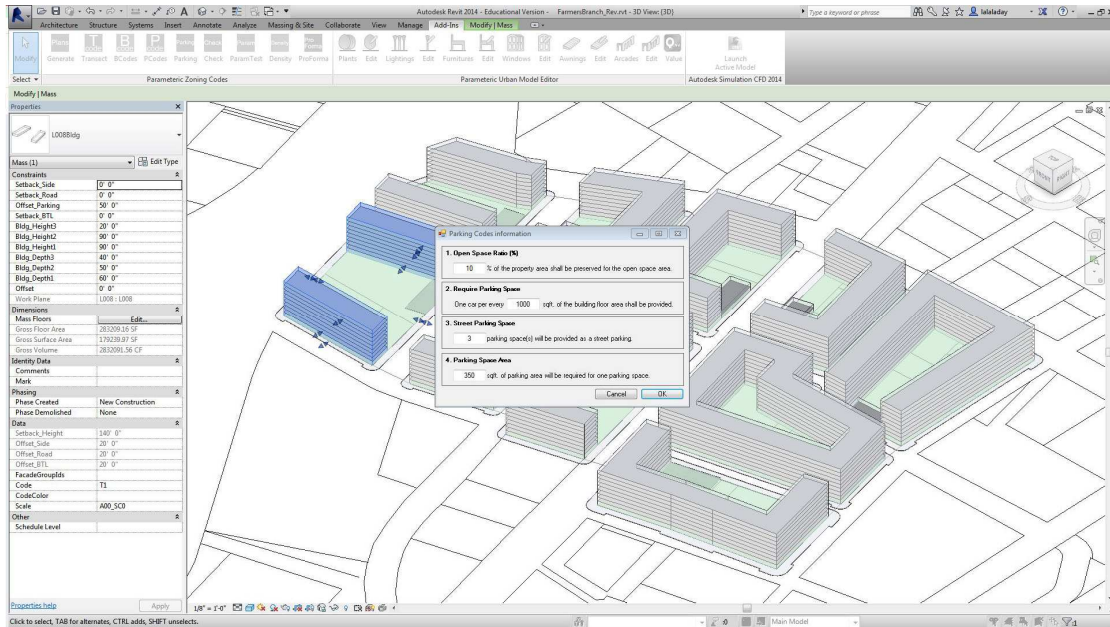 Autodesk Revit 2014 - Educational Version - FarmersBranch_Rev.rvt - 3D View: {3D}
Type a keyword or phrase
lalaladay
Architecture Structure Systems Insert Annotate Analyze Massing & Site Collaborate View Manage Add-Ins Modify | Mass
Modify Generate Transect BCodes PCodes Parking Check ParamTest Density ProForma Plants Edit Lightings Edit Furnitures Edit Windows Edit Awnings Edit Arcades Edit Value Launch
Active Model
Select Parametric Zoning Codes Parametric Urban Model Editor Autodesk Simulation CFD 2014
Modify | Mass
Properties
L008Bldg
Mass (1) Edit Type
Constraints
Setback_Side 0' 0"
Setback_Road 0' 0"
Offset_Parking 50' 0"
Setback_BTL 0' 0"
Bldg_Height3 20' 0"
Bldg_Height2 90' 0"
Bldg_Height1 90' 0"
Bldg_Depth3 40' 0"
Bldg_Depth2 50' 0"
Bldg_Depth1 60' 0"
Offset 0' 0"
Work Plane L008 : L008
Dimensions
Mass Floors Edit...
Gross Floor Area 283209.16 SF
Gross Surface Area 179239.97 SF
Gross Volume 2832091.56 CF
Identity Data
Comments
Mark
Phasing
Phase Created New Construction
Phase Demolished None
Data
Setback_Height 140' 0"
Offset_Side 20' 0"
Offset_Road 20' 0"
Offset_BTL 20' 0"
FacadeGroupIds
Code T1
CodeColor
Scale A00_SC0
Other
Schedule Level
Properties help Apply
Parking Codes information
1. Open Space Ratio (%)
10 % of the property area shall be preserved for the open space area.
2. Require Parking Space
One car per every 1000 sqft. of the building floor area shall be provided.
3. Street Parking Space
3 parking space(s) will be provided as a street parking.
4. Parking Space Area
350 sqft. of parking area will be required for one parking space.
Cancel OK
TOP
FRONT RIGHT
1/8" = 1'-0"
Click to select, TAB for alternates, CTRL adds, SHIFT unselects.
:0 Main Model :1